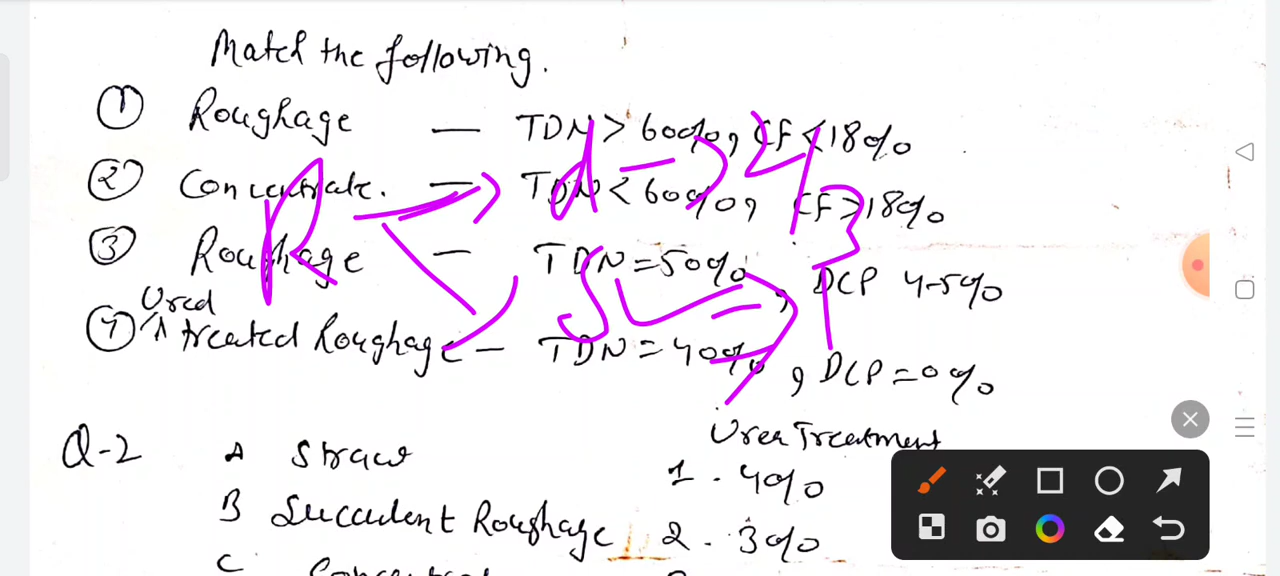 Match the following.
① Roughage — TDN > 60%, CF < 18%
② Concentrate. — TDN < 60%, CF > 18%
③ Roughage — TDN = 50%, DCP 4-5%
④ Urea treated Roughage — TDN = 40%, DCP = 0%
R d 4 3 S
Urea Treatment
Q-2 A Straw 1. 4%
B Succulent Roughage 2. 3%
C